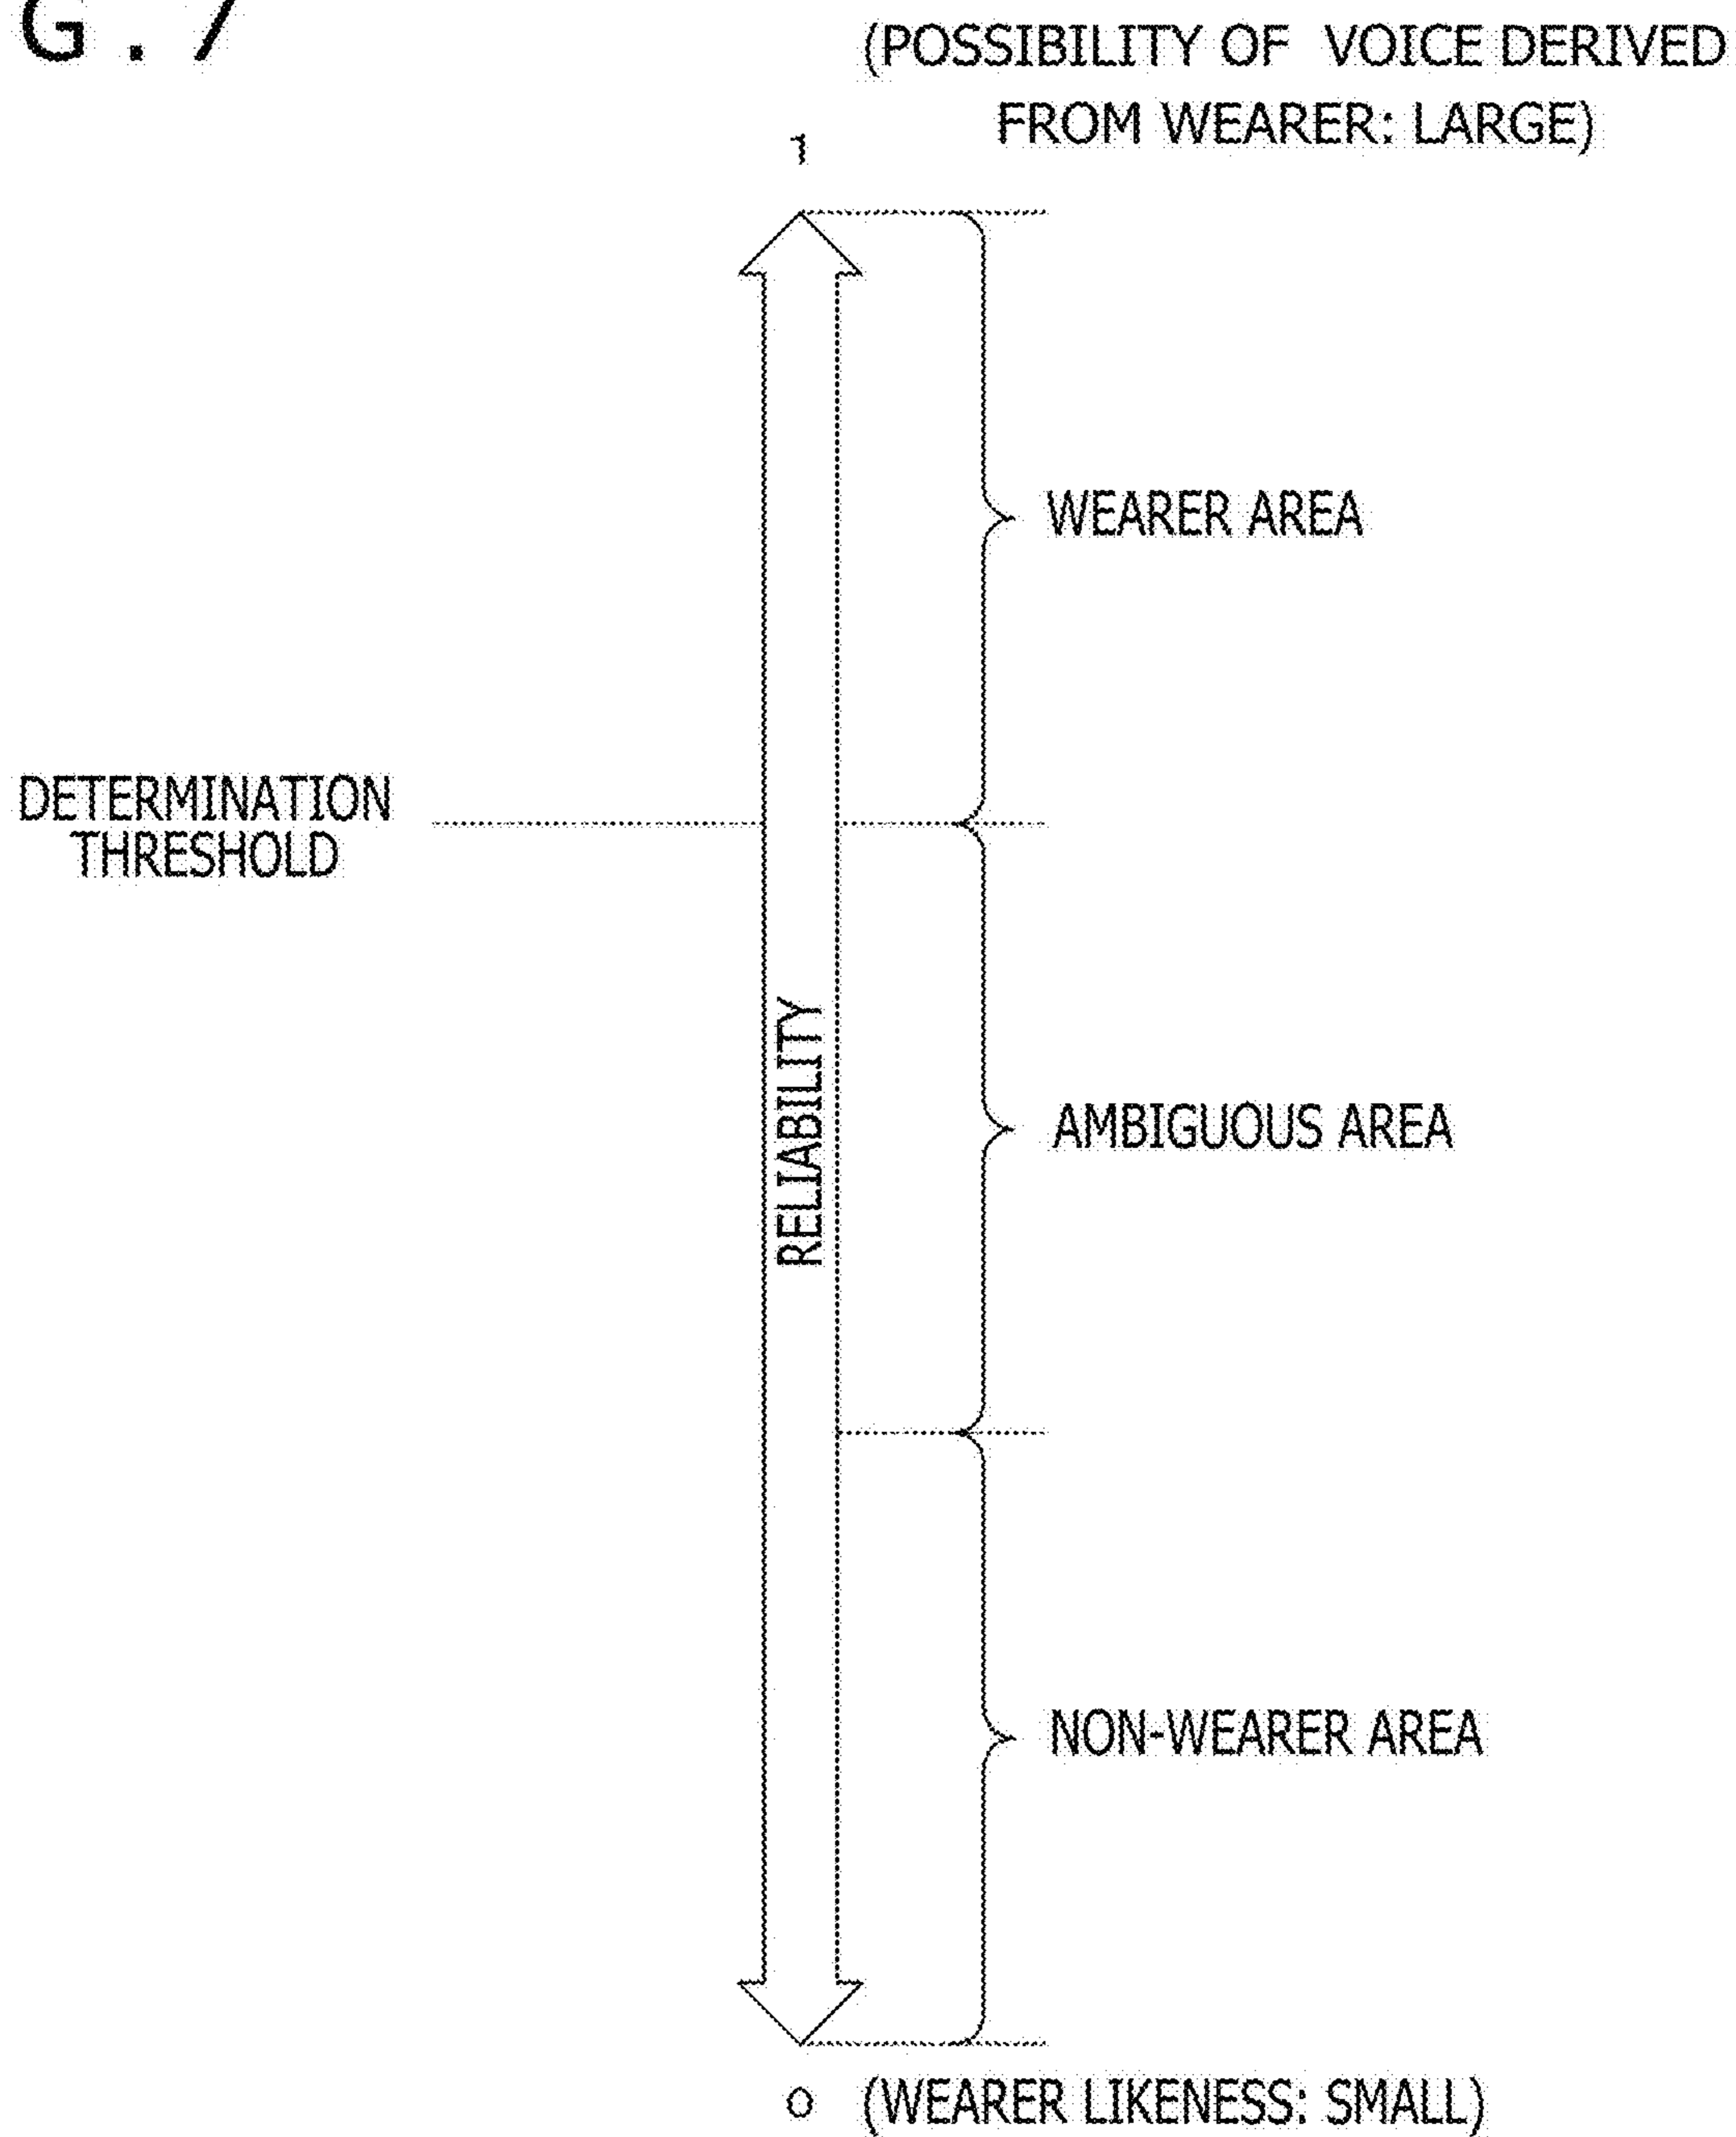 G . 7
(POSSIBILITY OF VOICE DERIVED
FROM WEARER: LARGE)
1
WEARER AREA
DETERMINATION
THRESHOLD
RELIABILITY
AMBIGUOUS AREA
NON-WEARER AREA
0 (WEARER LIKENESS: SMALL)